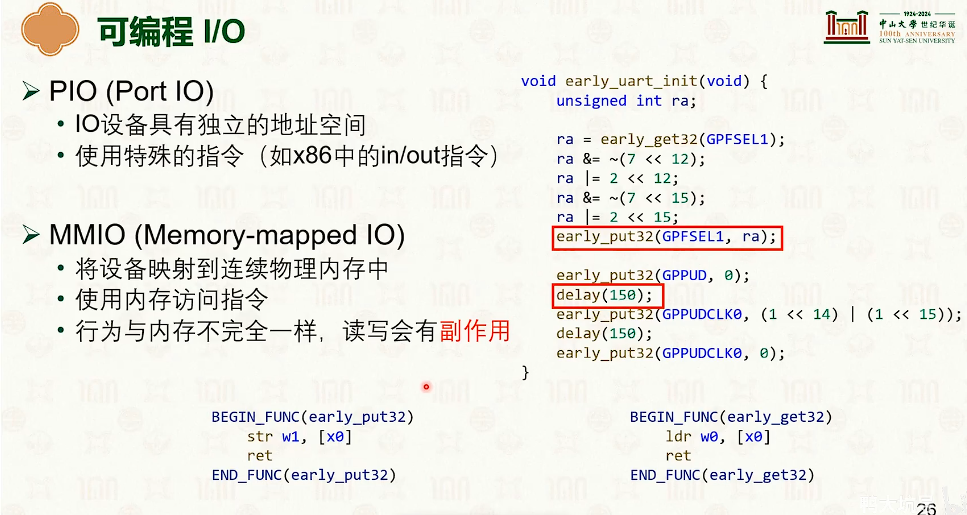 可编程 I/O
1924-2024
中山大學 世纪华诞
100th ANNIVERSARY
SUN YAT-SEN UNIVERSITY
➢ PIO (Port IO)
• IO设备具有独立的地址空间
• 使用特殊的指令（如x86中的in/out指令）
➢ MMIO (Memory-mapped IO)
• 将设备映射到连续物理内存中
• 使用内存访问指令
• 行为与内存不完全一样，读写会有副作用
void early_uart_init(void) {
    unsigned int ra;
    ra = early_get32(GPFSEL1);
    ra &= ~(7 << 12);
    ra |= 2 << 12;
    ra &= ~(7 << 15);
    ra |= 2 << 15;
    early_put32(GPFSEL1, ra);
    early_put32(GPPUD, 0);
    delay(150);
    early_put32(GPPUDCLK0, (1 << 14) | (1 << 15));
    delay(150);
    early_put32(GPPUDCLK0, 0);
}
BEGIN_FUNC(early_put32)
    str w1, [x0]
    ret
END_FUNC(early_put32)
BEGIN_FUNC(early_get32)
    ldr w0, [x0]
    ret
END_FUNC(early_get32)
26